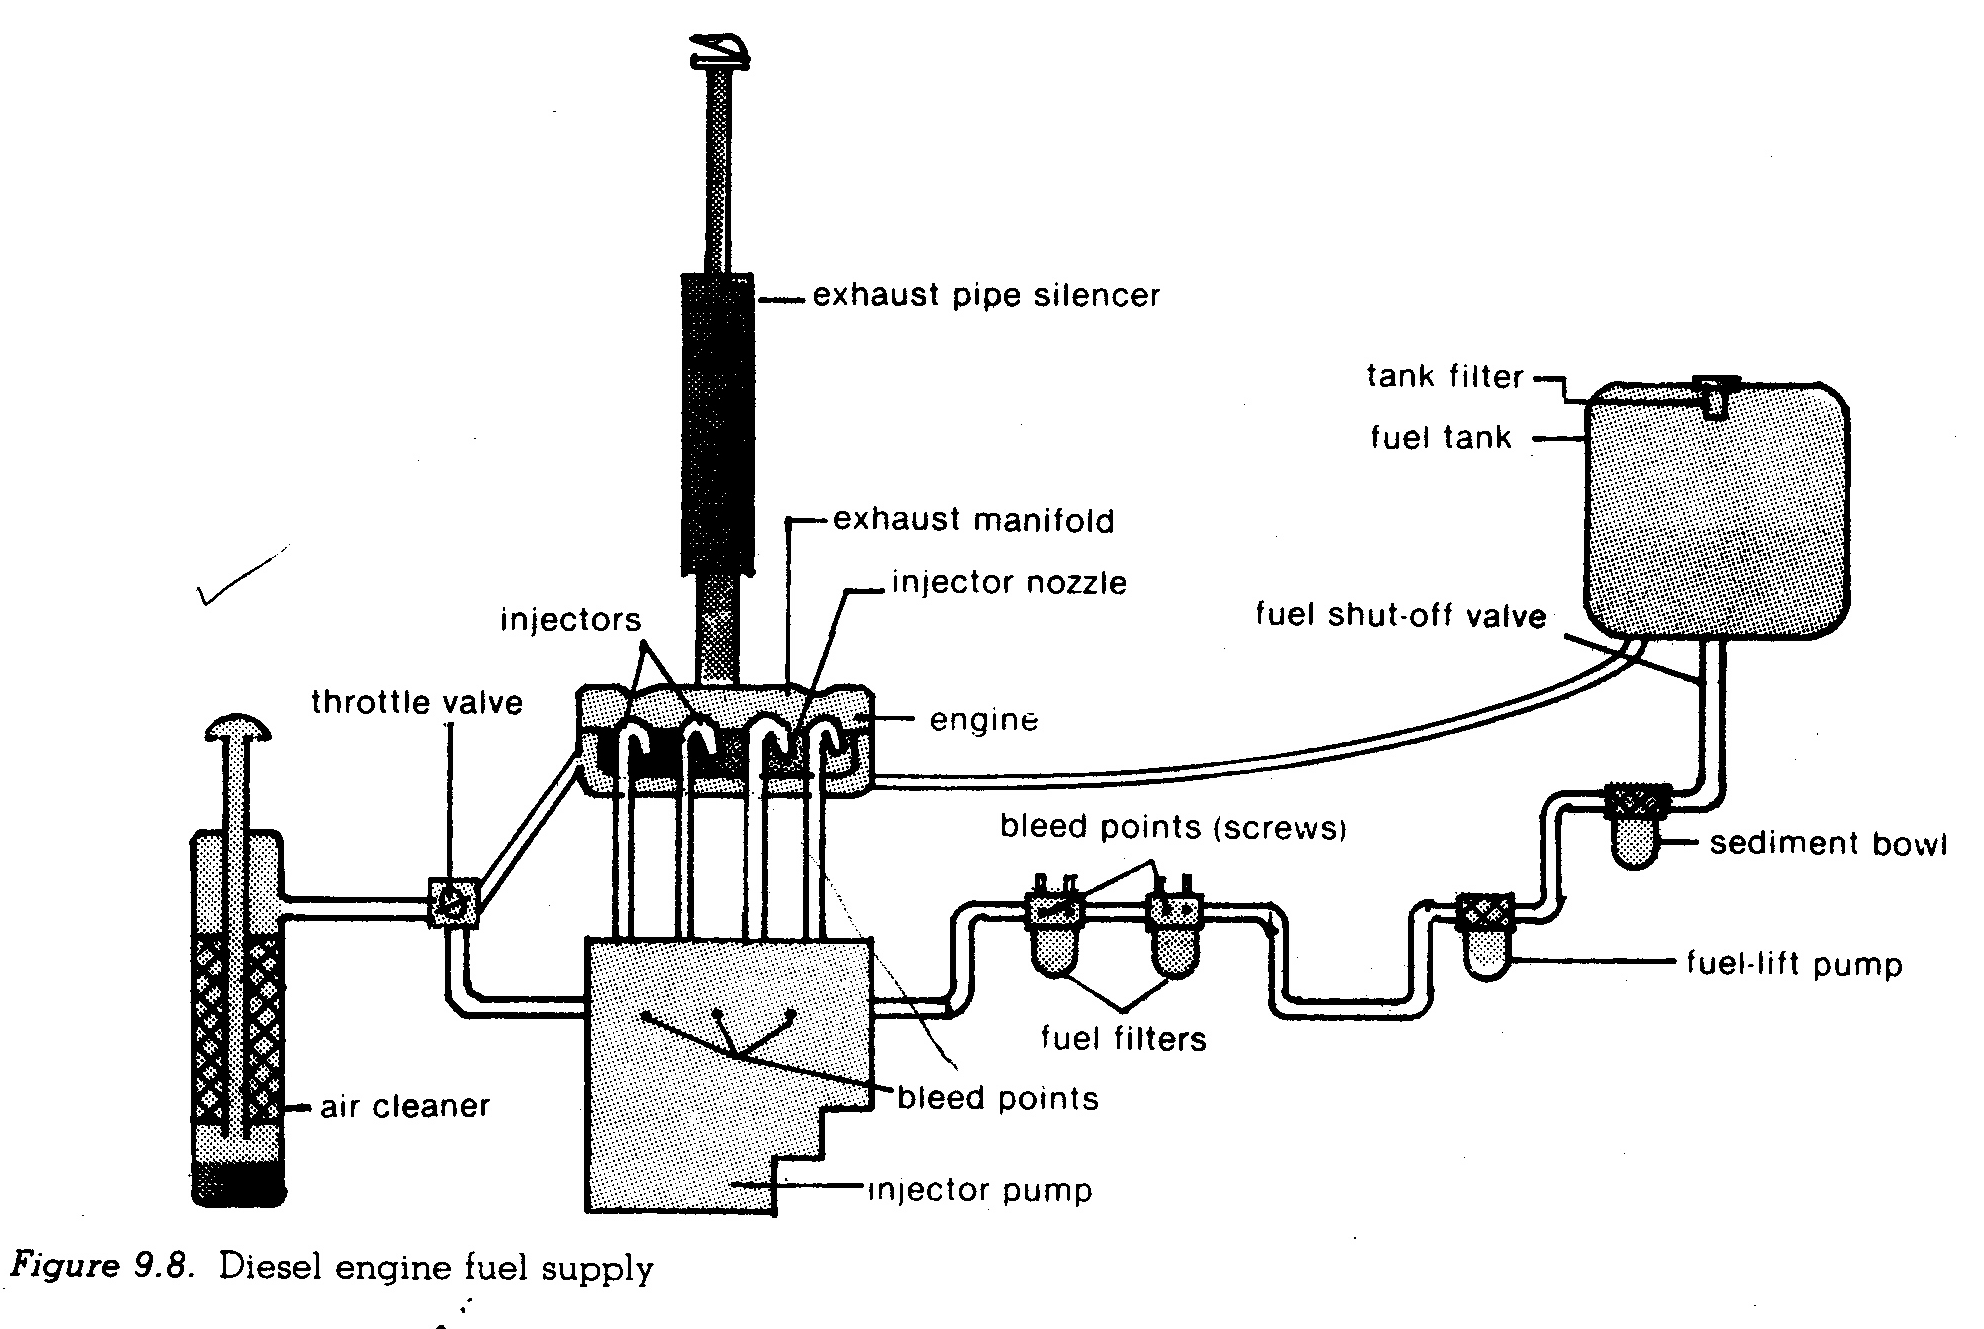 exhaust pipe silencer
tank filter
fuel tank
exhaust manifold
injector nozzle
injectors
fuel shut-off valve
throttle valve
engine
bleed points (screws)
sediment bowl
fuel-lift pump
fuel filters
air cleaner
bleed points
injector pump
Figure 9.8. Diesel engine fuel supply